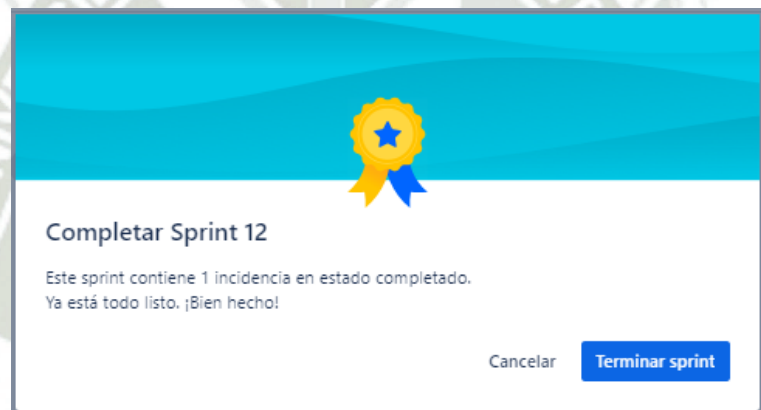 Completar Sprint 12
Este sprint contiene 1 incidencia en estado completado.
Ya está todo listo. ¡Bien hecho!
Cancelar
Terminar sprint